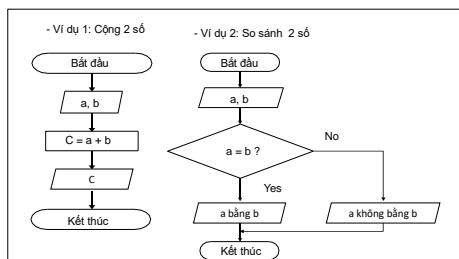 - Ví dụ 1: Cộng 2 số
Bắt đầu
a, b
C = a + b
C
Kết thúc
- Ví dụ 2: So sánh 2 số
Bắt đầu
a, b
a = b ?
No
Yes
a bằng b
a không bằng b
Kết thúc